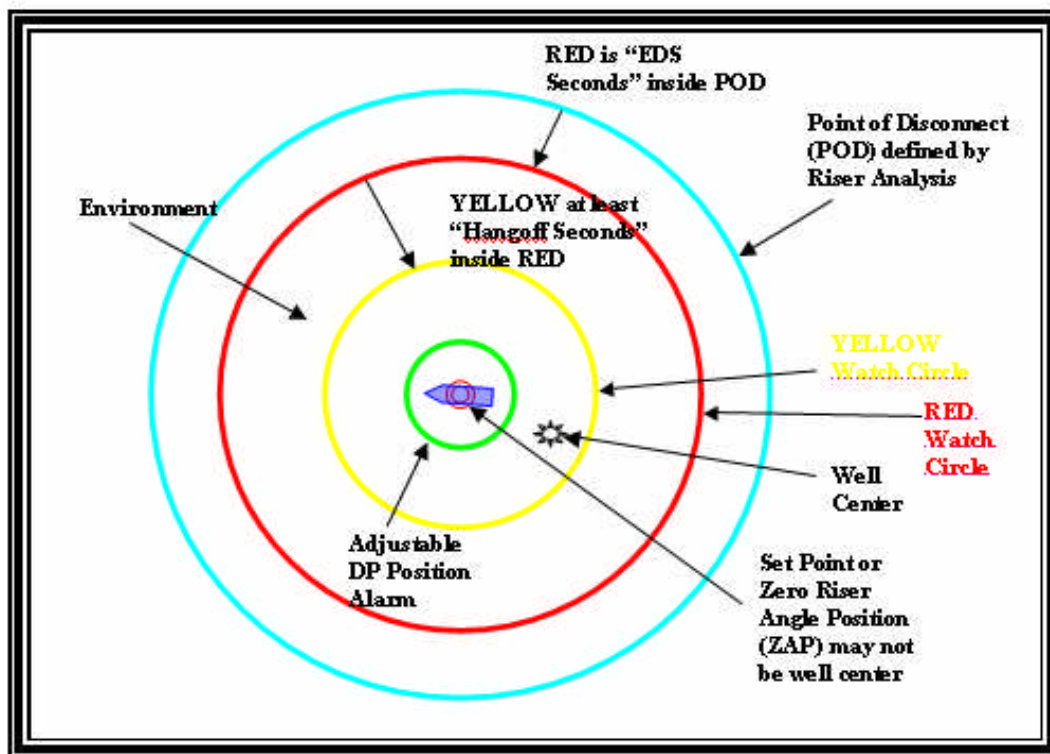 RED is “EDS
Seconds” inside POD
Point of Disconnect
(POD) defined by
Riser Analysis
Environment
YELLOW at least
“Hangoff Seconds”
inside RED
YELLOW
Watch Circle
RED
Watch
Circle
Well
Center
Adjustable
DP Position
Alarm
Set Point or
Zero Riser
Angle Position
(ZAP) may not
be well center